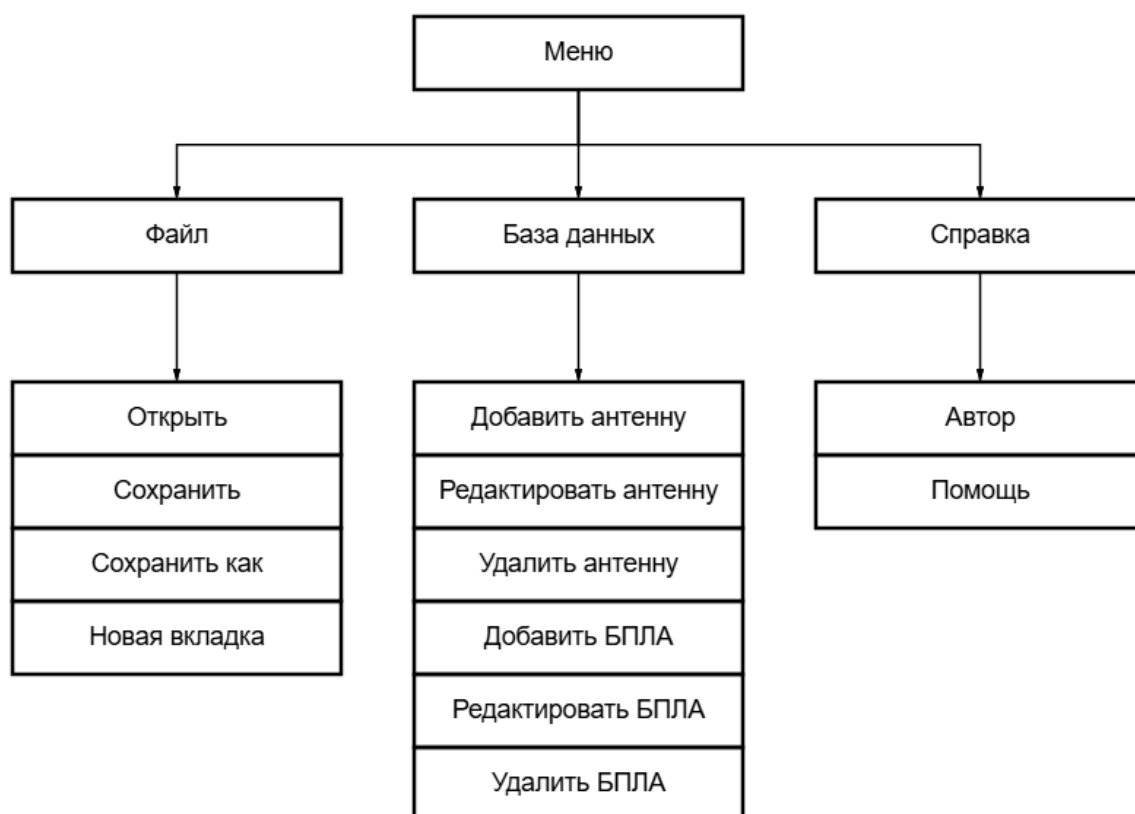 Меню
Файл
База данных
Справка
Открыть
Сохранить
Сохранить как
Новая вкладка
Добавить антенну
Редактировать антенну
Удалить антенну
Добавить БПЛА
Редактировать БПЛА
Удалить БПЛА
Автор
Помощь